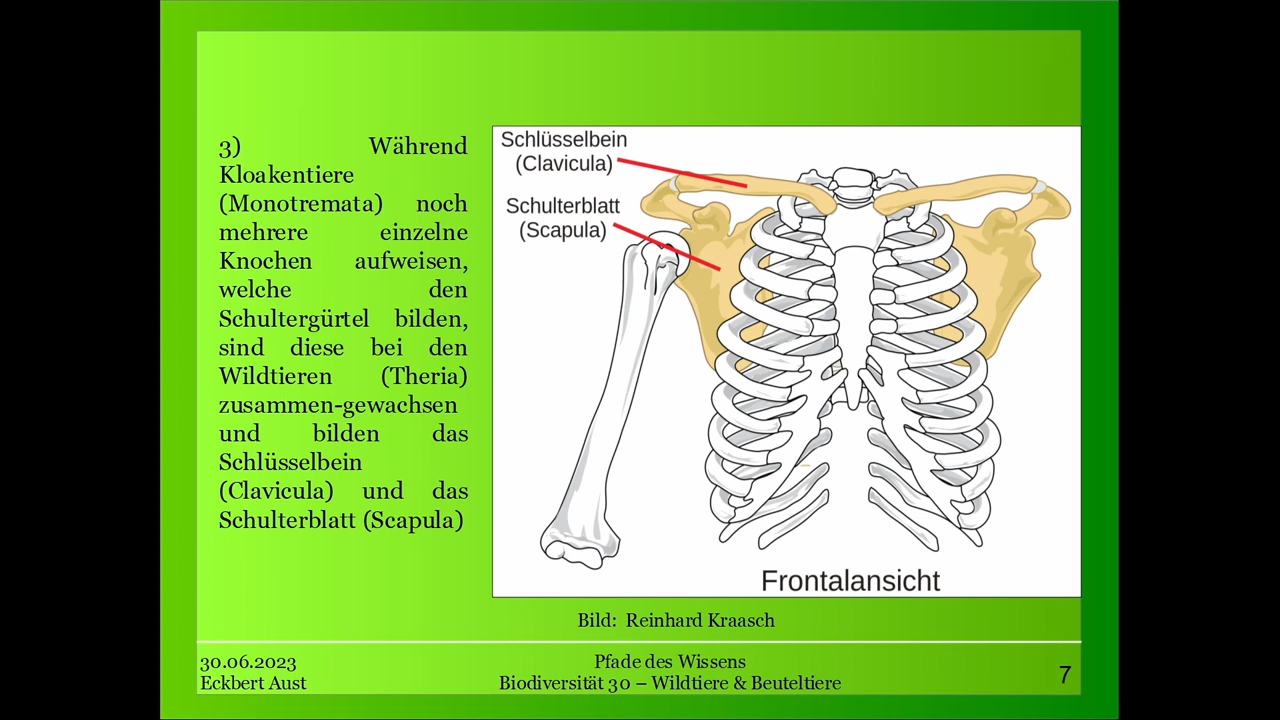 3) Während
Kloakentiere
(Monotremata) noch
mehrere einzelne
Knochen aufweisen,
welche den
Schultergürtel bilden,
sind diese bei den
Wildtieren (Theria)
zusammen-gewachsen
und bilden das
Schlüsselbein
(Clavicula) und das
Schulterblatt (Scapula)
Schlüsselbein
(Clavicula)
Schulterblatt
(Scapula)
Frontalansicht
Bild: Reinhard Kraasch
30.06.2023
Eckbert Aust
Pfade des Wissens
Biodiversität 30 – Wildtiere & Beuteltiere
7